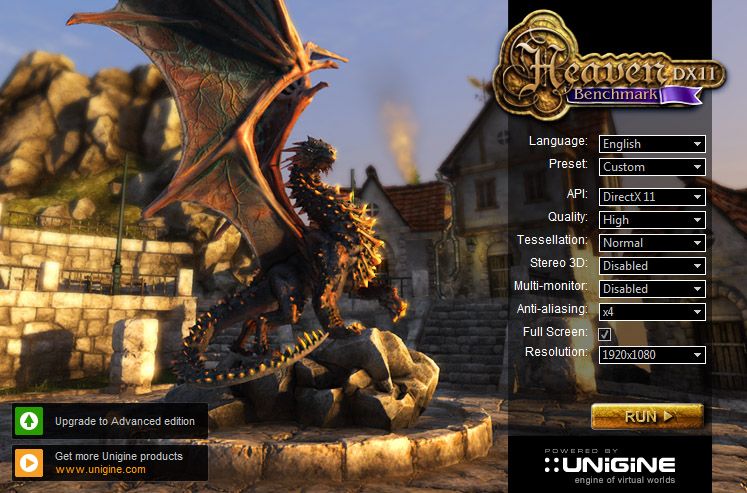 Heaven DX11
Benchmark
Language: English
Preset: Custom
API: DirectX 11
Quality: High
Tessellation: Normal
Stereo 3D: Disabled
Multi-monitor: Disabled
Anti-aliasing: x4
Full Screen:
Resolution: 1920x1080
RUN
Upgrade to Advanced edition
Get more Unigine products
www.unigine.com
POWERED BY
UNIGINE
engine of virtual worlds